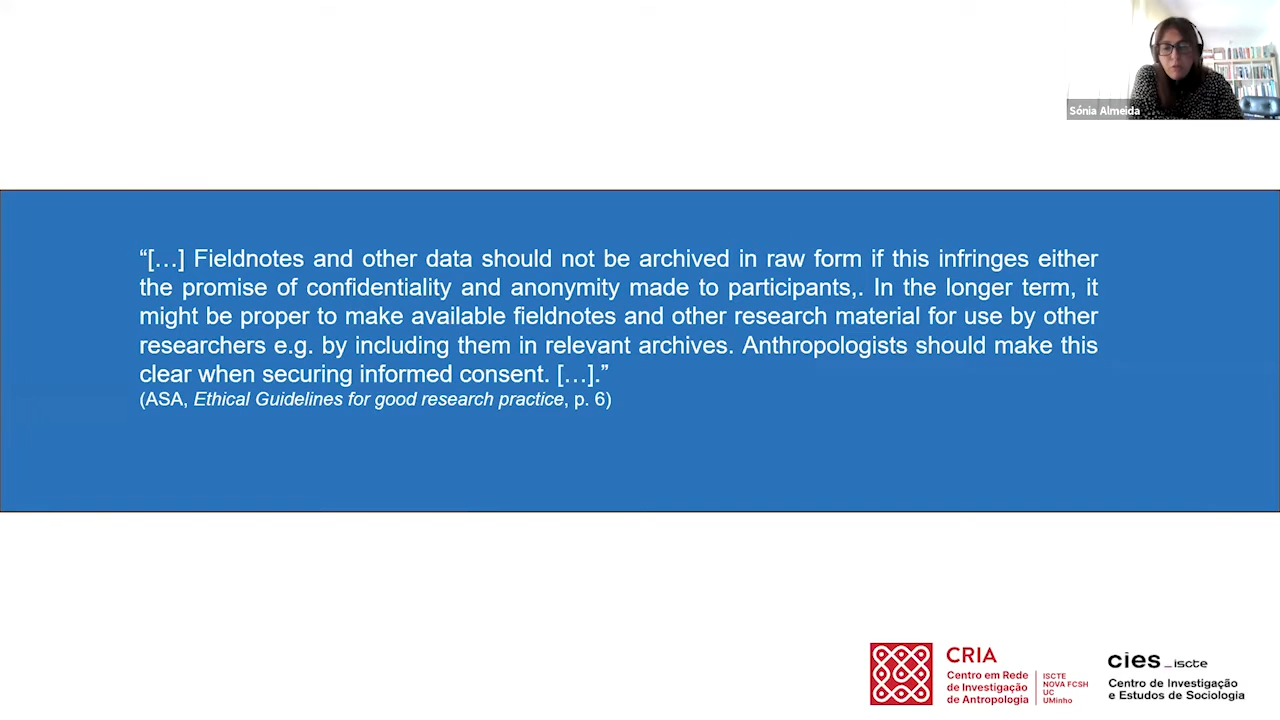 Sónia Almeida
“[…] Fieldnotes and other data should not be archived in raw form if this infringes either
the promise of confidentiality and anonymity made to participants,. In the longer term, it
might be proper to make available fieldnotes and other research material for use by other
researchers e.g. by including them in relevant archives. Anthropologists should make this
clear when securing informed consent. […].”
(ASA, Ethical Guidelines for good research practice, p. 6)
CRIA
Centro em Rede
de Investigação
de Antropologia
ISCTE
NOVA FCSH
UC
UMinho
cies_iscte
Centro de Investigação
e Estudos de Sociologia